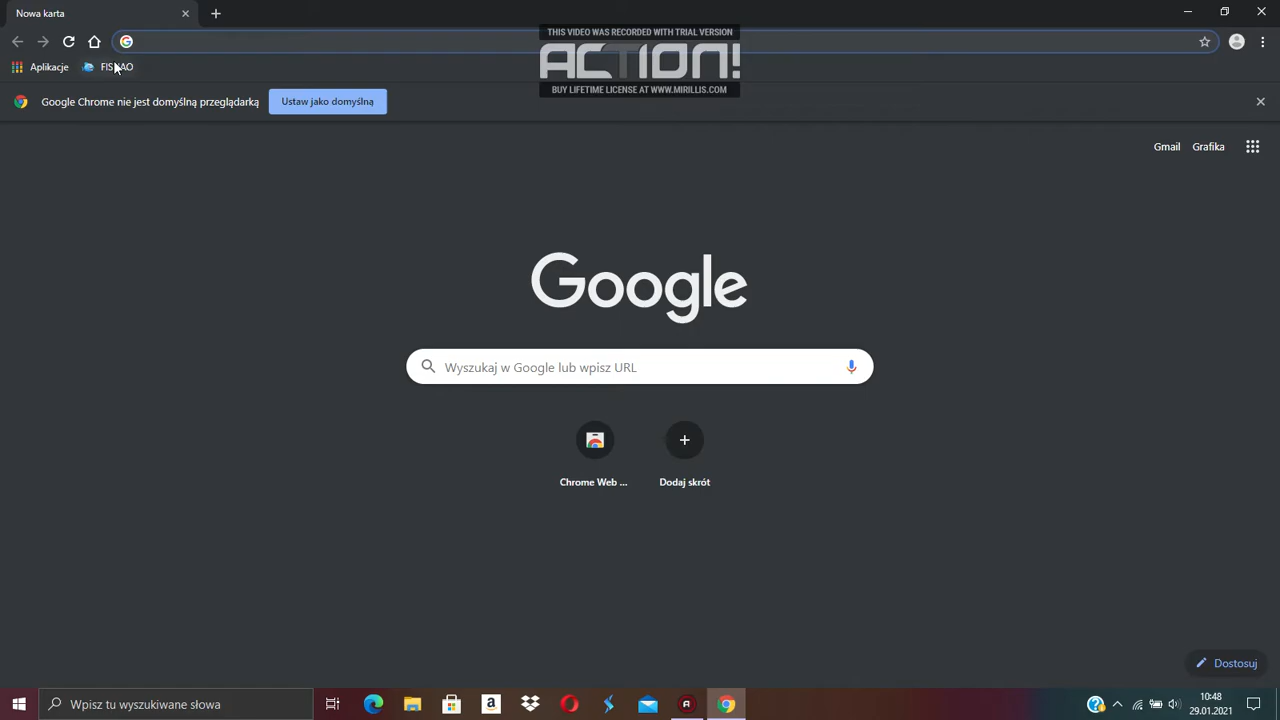 Nowa karta
THIS VIDEO WAS RECORDED WITH TRIAL VERSION
ACTION!
BUY LIFETIME LICENSE AT WWW.MIRILLIS.COM
Aplikacje
Google Chrome nie jest domyślną przeglądarką
Ustaw jako domyślną
Gmail
Grafika
Google
Wyszukaj w Google lub wpisz URL
Chrome Web ...
Dodaj skrót
Dostosuj
Wpisz tu wyszukiwane słowa
10:48
29.01.2021